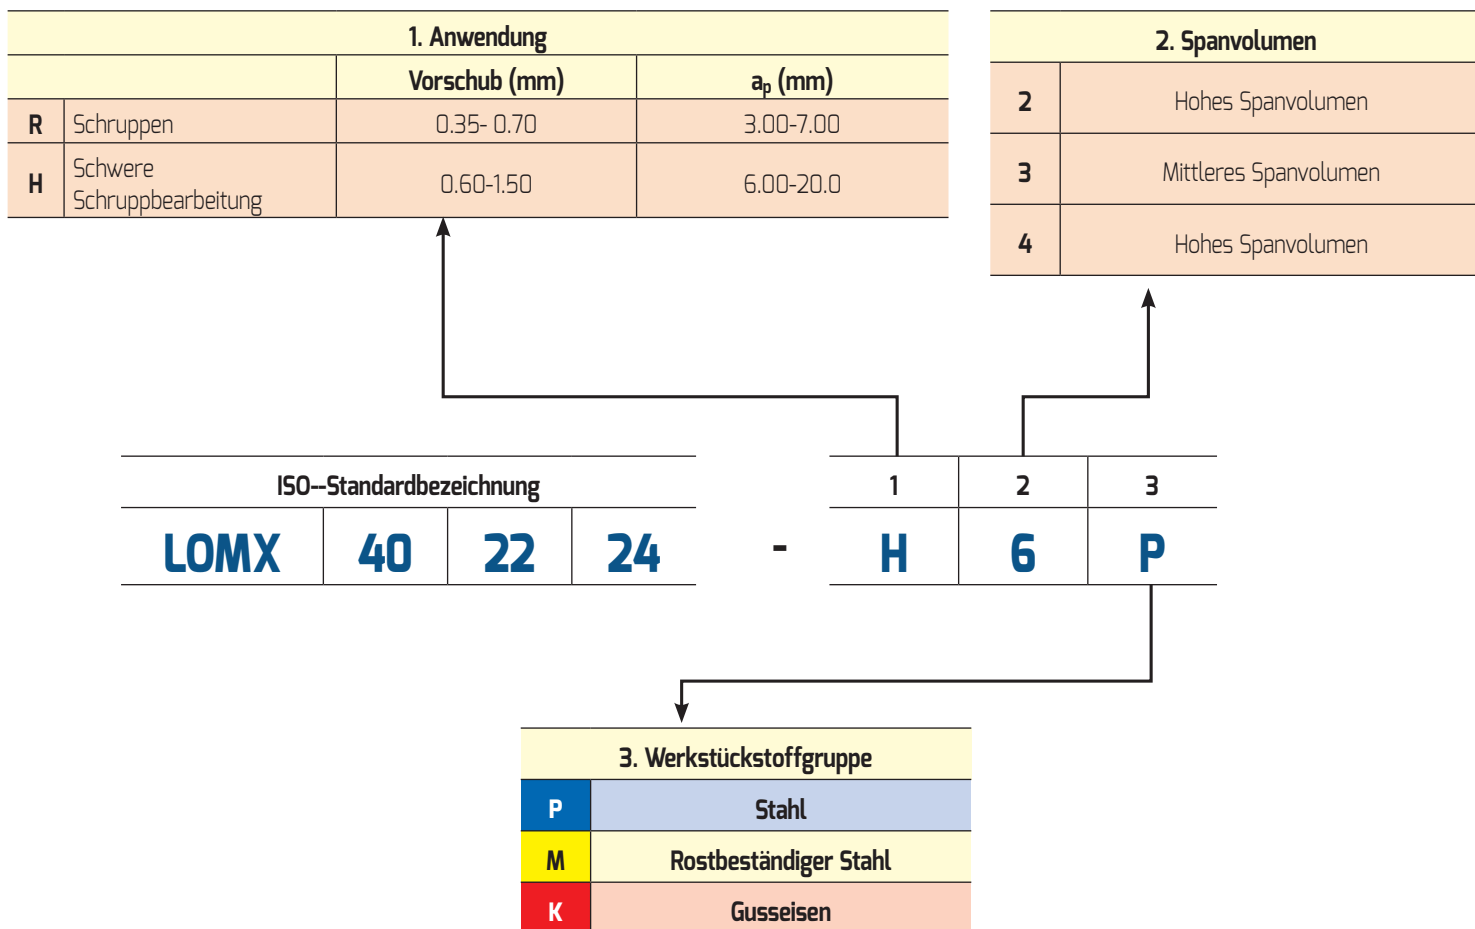 1. Anwendung
Vorschub (mm) ap (mm)
R Schruppen 0.35- 0.70 3.00-7.00
H Schwere Schruppbearbeitung 0.60-1.50 6.00-20.0
2. Spanvolumen
2 Hohes Spanvolumen
3 Mittleres Spanvolumen
4 Hohes Spanvolumen
ISO--Standardbezeichnung 1 2 3
LOMX 40 22 24 - H 6 P
3. Werkstückstoffgruppe
P Stahl
M Rostbeständiger Stahl
K Gusseisen